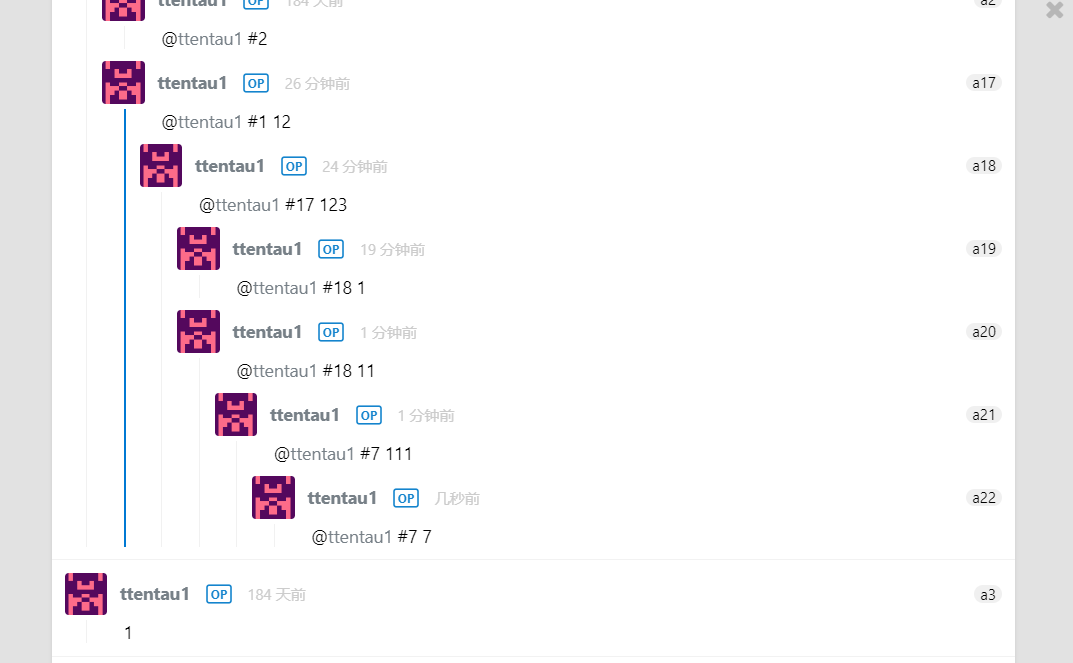 ttentau1 OP 184 天前 a2
@ttentau1 #2
ttentau1 OP 26 分钟前 a17
@ttentau1 #1 12
ttentau1 OP 24 分钟前 a18
@ttentau1 #17 123
ttentau1 OP 19 分钟前 a19
@ttentau1 #18 1
ttentau1 OP 1 分钟前 a20
@ttentau1 #18 11
ttentau1 OP 1 分钟前 a21
@ttentau1 #7 111
ttentau1 OP 几秒前 a22
@ttentau1 #7 7
ttentau1 OP 184 天前 a3
1